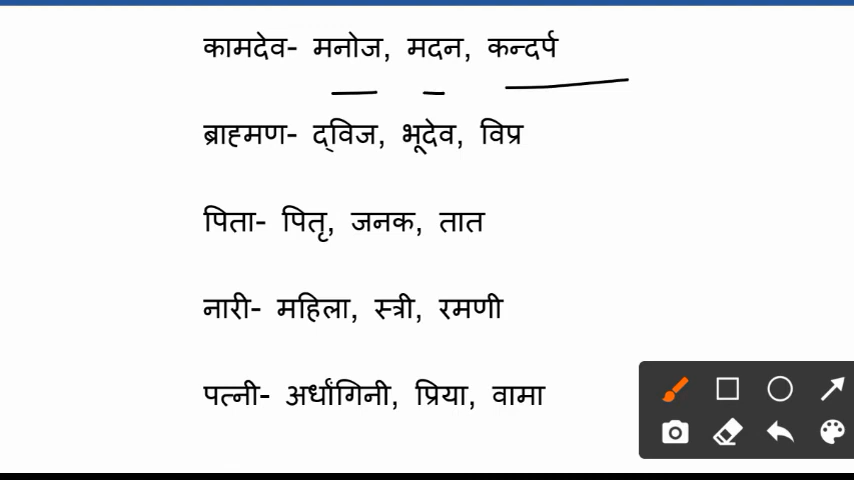 कामदेव- मनोज, मदन, कन्दर्प
ब्राह्मण- द्‌विज, भूदेव, विप्र
पिता- पितृ, जनक, तात
नारी- महिला, स्त्री, रमणी
पत्नी- अर्धांगिनी, प्रिया, वामा